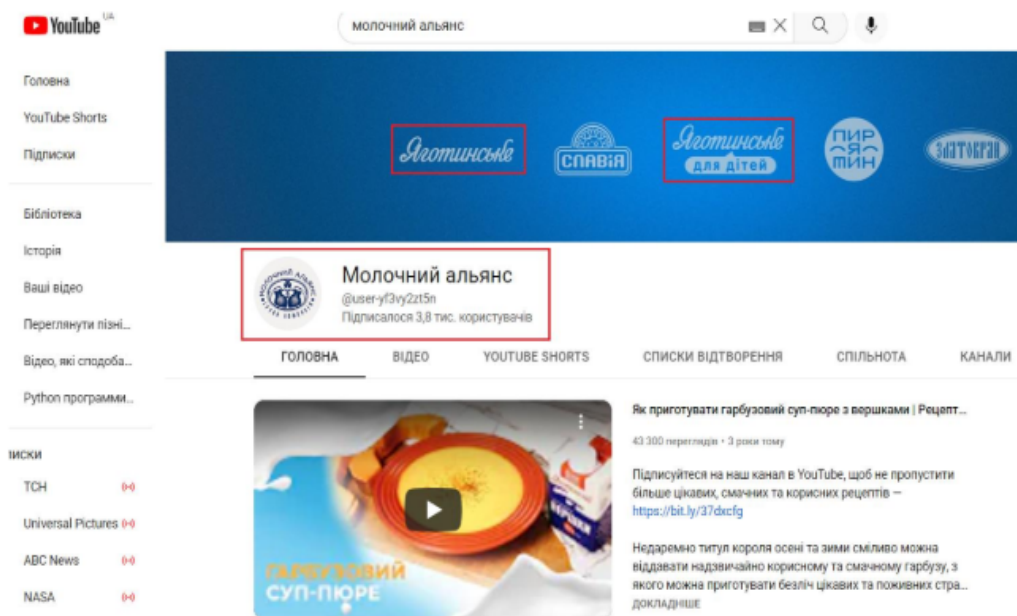 YouTube UA
молочний альянс
Головна
YouTube Shorts
Підписки
Бібліотека
Історія
Ваші відео
Переглянути пізні...
Відео, які сподоба...
Python программи...
иски
ТСН
Universal Pictures
ABC News
NASA
Яготинське
СЛАВІЯ
Яготинське
для дітей
ПИР
РЯ
ТИН
ЗЛАТОКРАЙ
МОЛОЧНИЙ АЛЬЯНС
Молочний альянс
@user-yf3vy2zt5n
Підписалося 3,8 тис. користувачів
ГОЛОВНА ВІДЕО YOUTUBE SHORTS СПИСКИ ВІДТВОРЕННЯ СПІЛЬНОТА КАНАЛИ
ГАРБУЗОВИЙ
СУП-ПЮРЕ
Як приготувати гарбузовий суп-пюре з вершками | Рецепт...
43 300 переглядів • 3 роки тому
Підписуйтеся на наш канал в YouTube, щоб не пропустити
більше цікавих, смачних та корисних рецептів —
https://bit.ly/37dxcfg
Недаремно титул короля осені та зими сміливо можна
віддавати надзвичайно корисному та смачному гарбузу, з
якого можна приготувати безліч цікавих та поживних стра...
ДОКЛАДНІШЕ